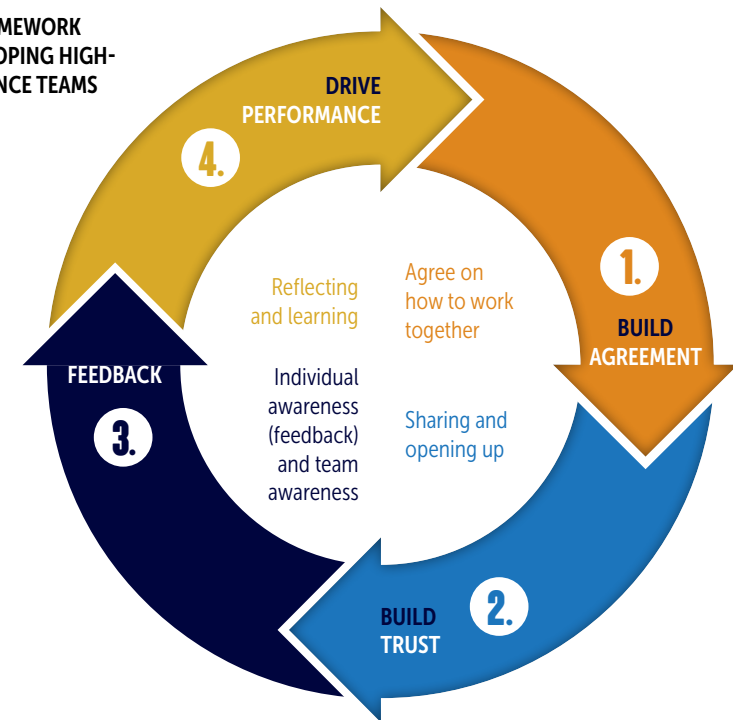 MEWORK
OPING HIGH-
NCE TEAMS
DRIVE
PERFORMANCE
4.
1.
BUILD
AGREEMENT
Agree on
how to work
together
Reflecting
and learning
FEEDBACK
3.
Individual
awareness
(feedback)
and team
awareness
Sharing and
opening up
2.
BUILD
TRUST